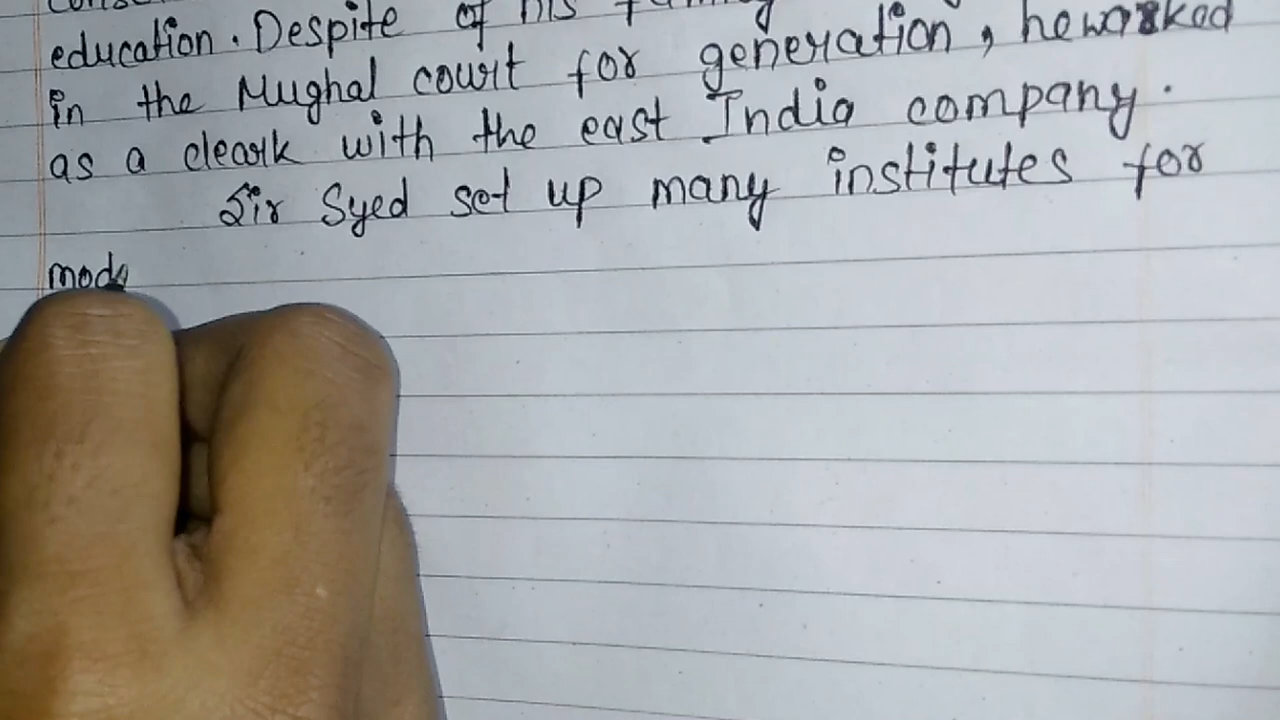 education. Despite of his
in the Mughal court for generation, he worked
as a cleark with the east India company.
Sir Syed set up many institutes for
mode